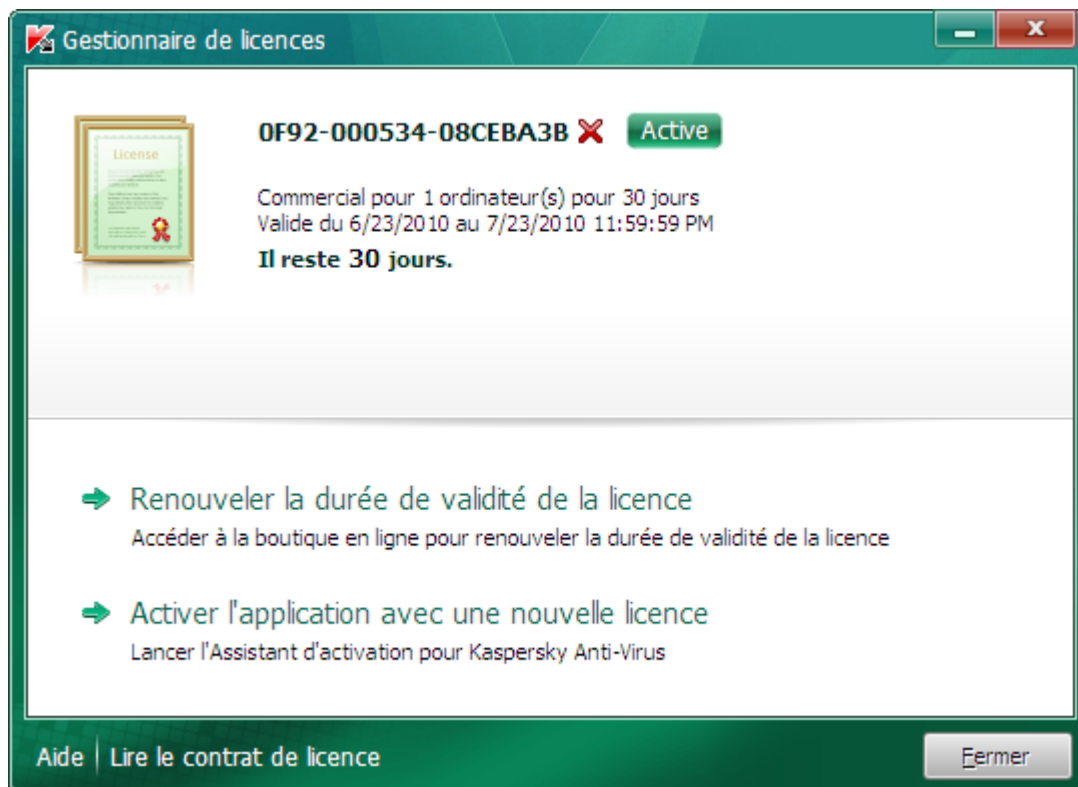 Gestionnaire de licences
License
0F92-000534-08CEBA3B Active
Commercial pour 1 ordinateur(s) pour 30 jours
Valide du 6/23/2010 au 7/23/2010 11:59:59 PM
Il reste 30 jours.
Renouveler la durée de validité de la licence
Accéder à la boutique en ligne pour renouveler la durée de validité de la licence
Activer l'application avec une nouvelle licence
Lancer l'Assistant d'activation pour Kaspersky Anti-Virus
Aide | Lire le contrat de licence
Fermer